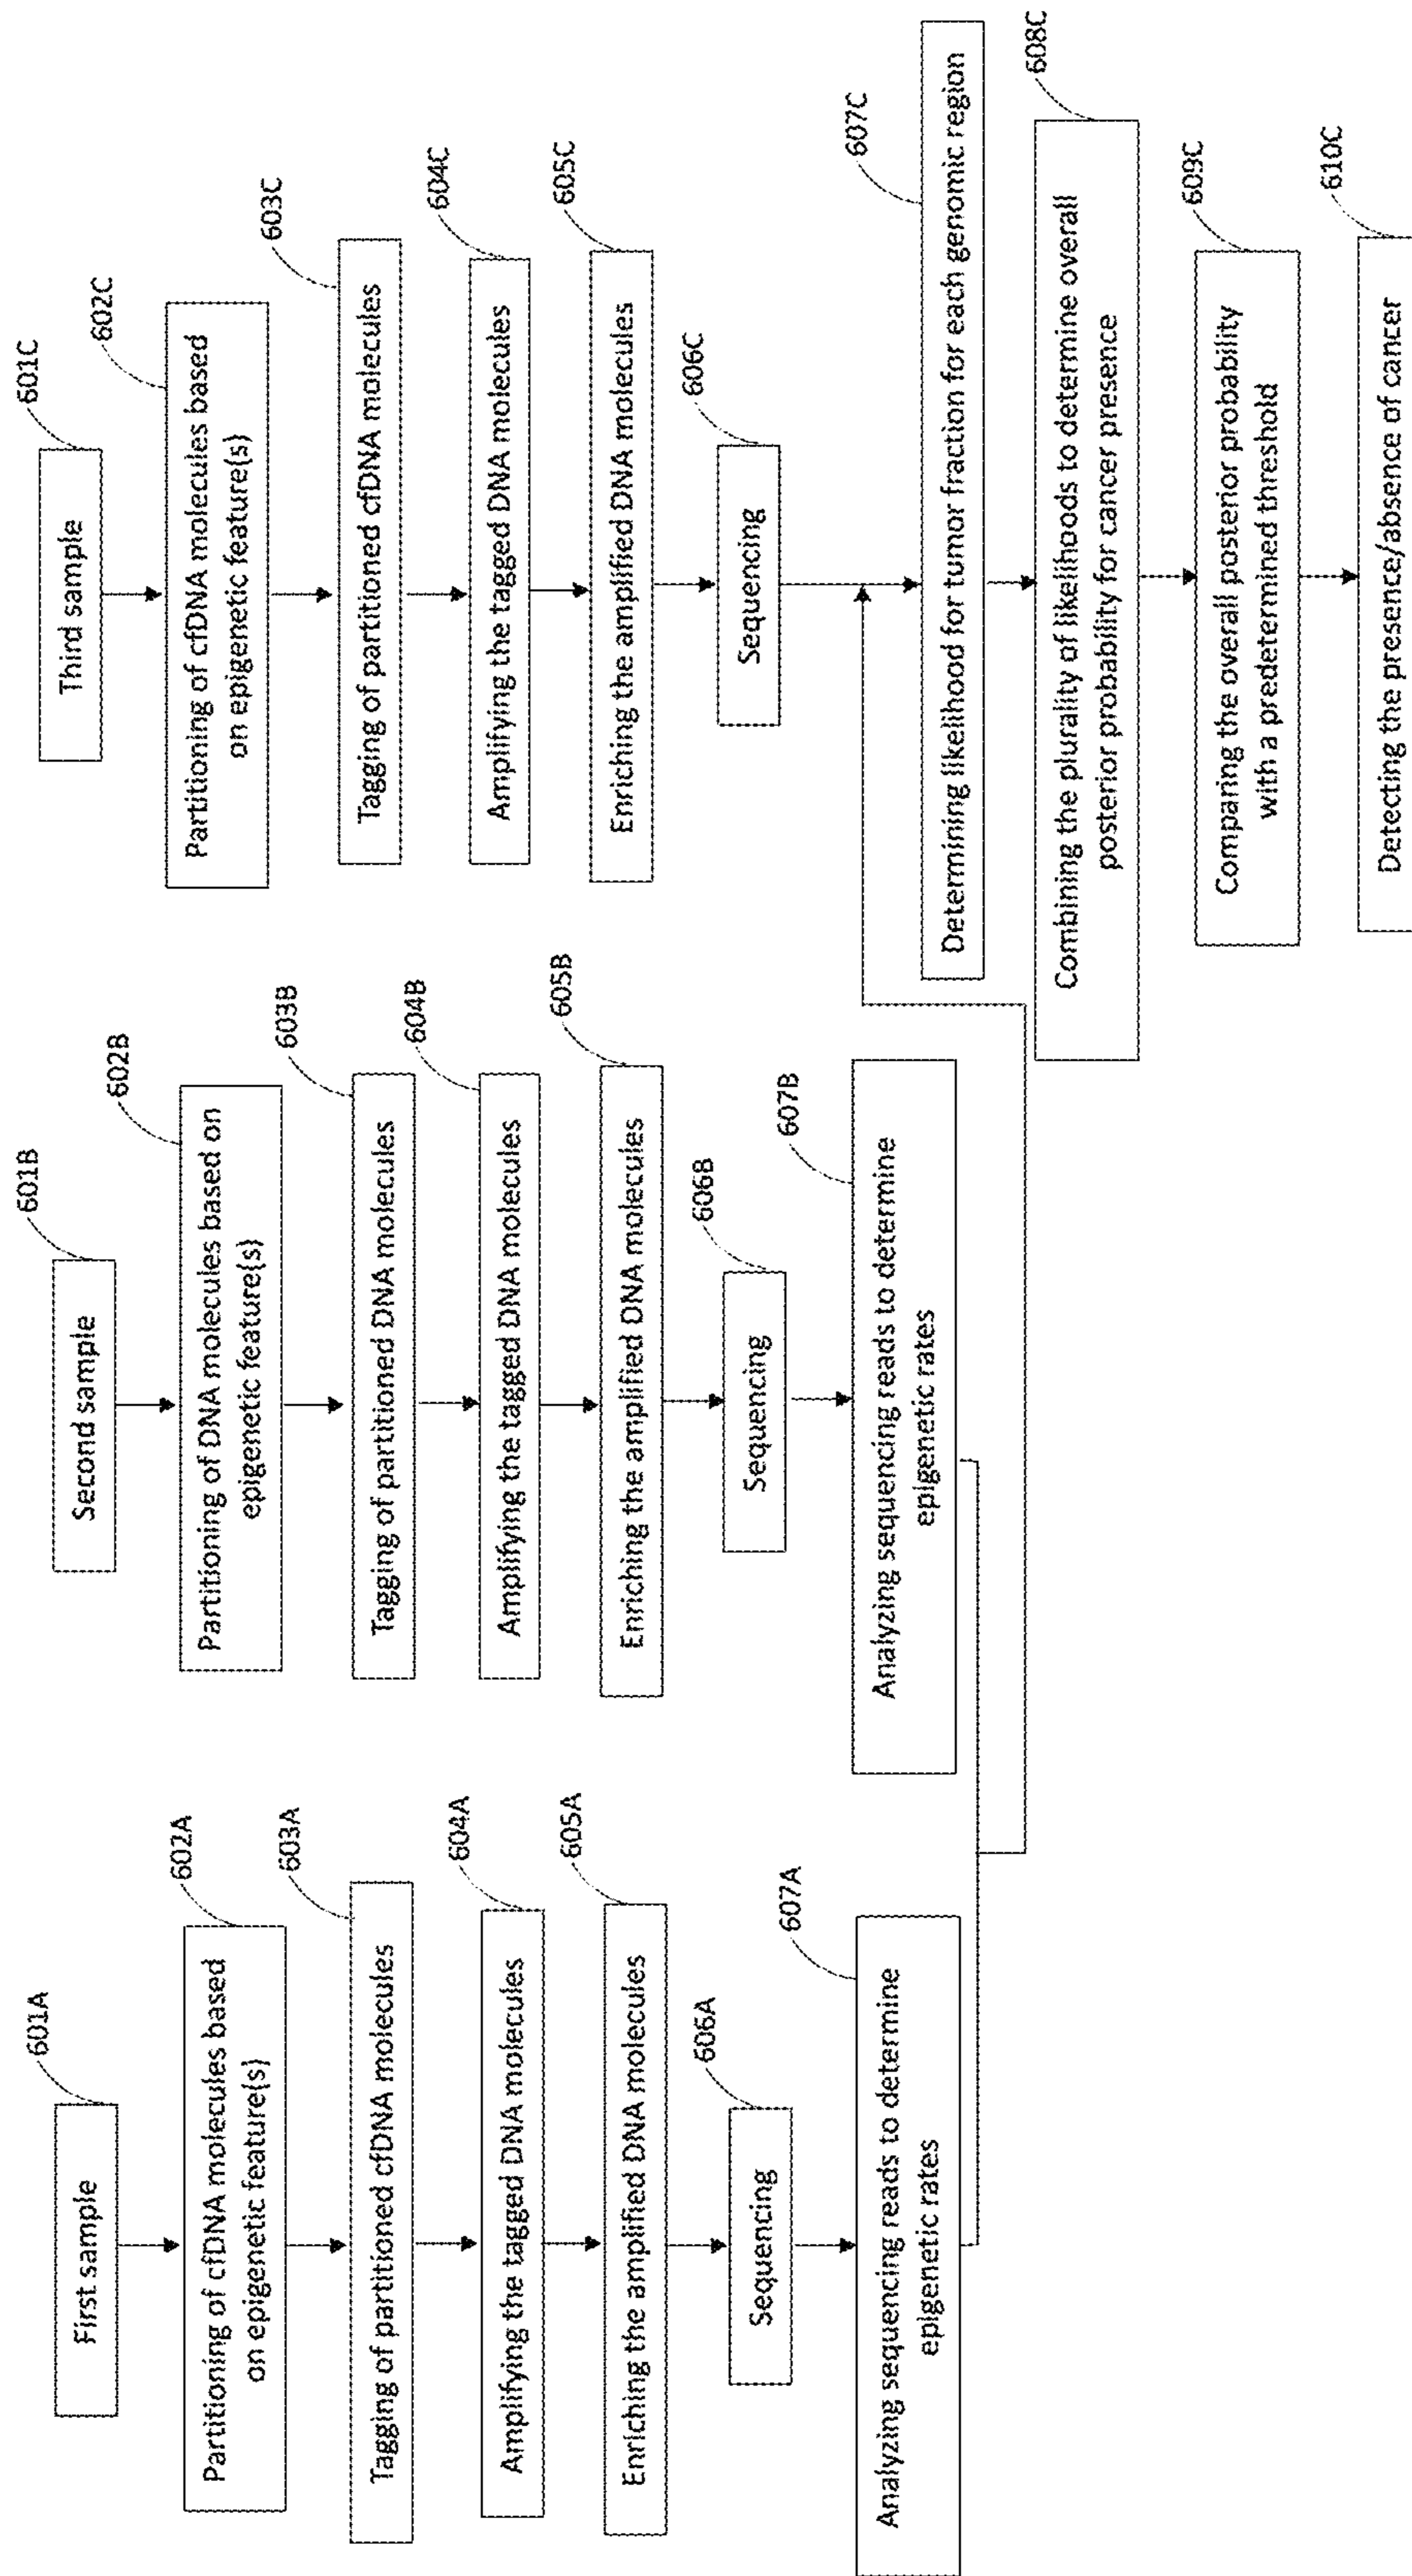 First sample
601A
Partitioning of cfDNA molecules based
on epigenetic feature(s)
602A
Tagging of partitioned cfDNA molecules
603A
Amplifying the tagged DNA molecules
604A
Enriching the amplified DNA molecules
605A
Sequencing
606A
Analyzing sequencing reads to determine
epigenetic rates
607A
Second sample
601B
Partitioning of DNA molecules based on
epigenetic feature(s)
602B
Tagging of partitioned DNA molecules
603B
Amplifying the tagged DNA molecules
604B
Enriching the amplified DNA molecules
605B
Sequencing
606B
Analyzing sequencing reads to determine
epigenetic rates
607B
Third sample
601C
Partitioning of cfDNA molecules based
on epigenetic feature(s)
602C
Tagging of partitioned cfDNA molecules
603C
Amplifying the tagged DNA molecules
604C
Enriching the amplified DNA molecules
605C
Sequencing
606C
Determining likelihood for tumor fraction for each genomic region
607C
Combining the plurality of likelihoods to determine overall
posterior probability for cancer presence
608C
Comparing the overall posterior probability
with a predetermined threshold
609C
Detecting the presence/absence of cancer
610C